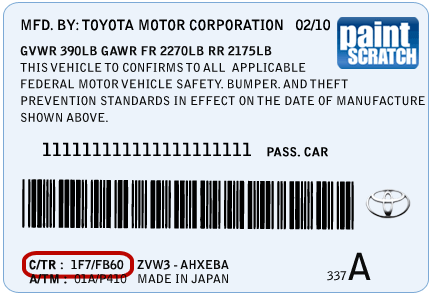 MFD. BY: TOYOTA MOTOR CORPORATION 02/10
paint
SCRATCH
GVWR 390LB GAWR FR 2270LB RR 2175LB
THIS VEHICLE TO CONFIRMS TO ALL APPLICABLE
FEDERAL MOTOR VEHICLE SAFETY. BUMPER. AND THEFT
PREVENTION STANDARDS IN EFFECT ON THE DATE OF MANUFACTURE
SHOWN ABOVE.
111111111111111111111 PASS. CAR
C/TR : 1F7/FB60 ZVW3 - AHXEBA
A/TM : 01A/P410 MADE IN JAPAN
337 A